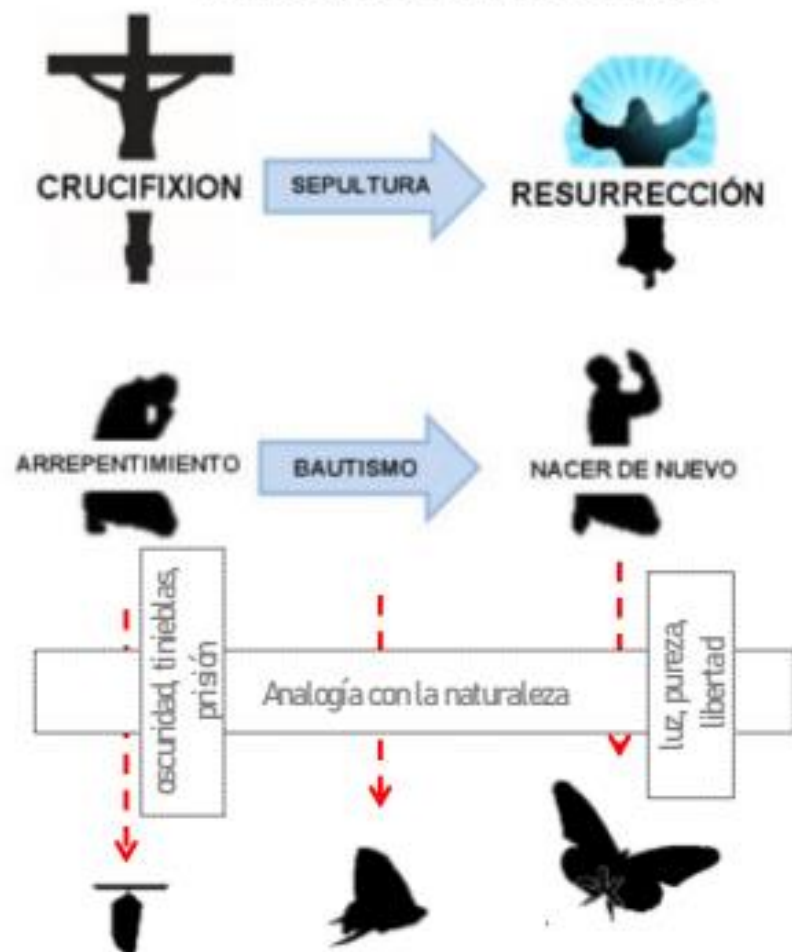 CRUCIFIXION
SEPULTURA
RESURRECCIÓN
ARREPENTIMIENTO
BAUTISMO
NACER DE NUEVO
oscuridad, tinieblas,
prisión
Analogía con la naturaleza
luz, pureza,
libertad